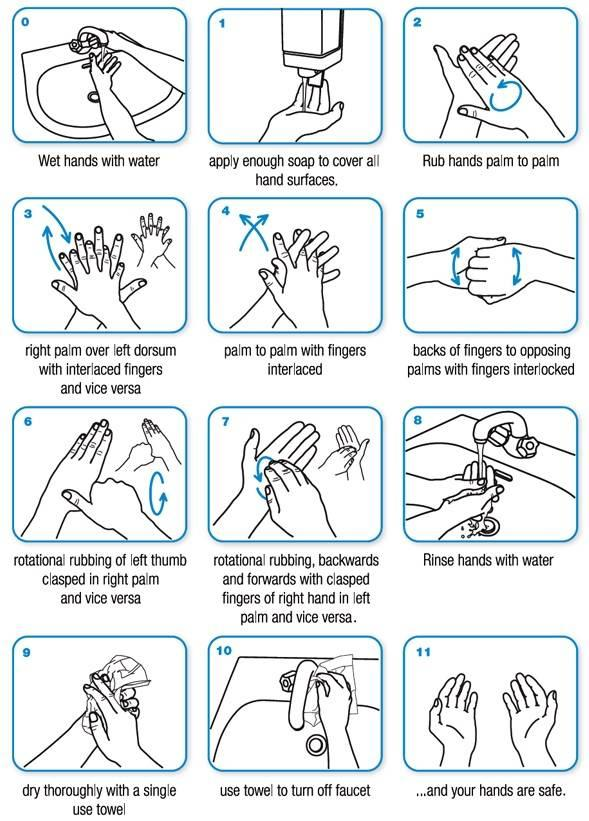 0
Wet hands with water
1
apply enough soap to cover all
hand surfaces.
2
Rub hands palm to palm
3
right palm over left dorsum
with interlaced fingers
and vice versa
4
palm to palm with fingers
interlaced
5
backs of fingers to opposing
palms with fingers interlocked
6
rotational rubbing of left thumb
clasped in right palm
and vice versa
7
rotational rubbing, backwards
and forwards with clasped
fingers of right hand in left
palm and vice versa.
8
Rinse hands with water
9
dry thoroughly with a single
use towel
10
use towel to turn off faucet
11
...and your hands are safe.